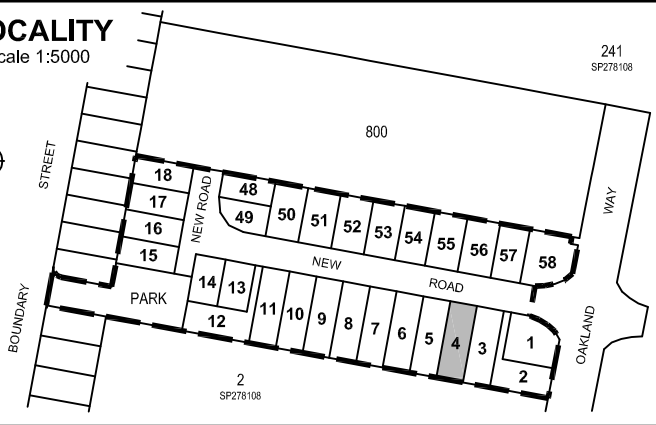 OCALITY
cale 1:5000
241
SP278108
800
STREET
WAY
18
17
16
15
NEW ROAD
48
49
50
51
52
53
54
55
56
57
58
NEW
ROAD
BOUNDARY
PARK
14
13
12
11
10
9
8
7
6
5
4
3
1
2
OAKLAND
2
SP278108